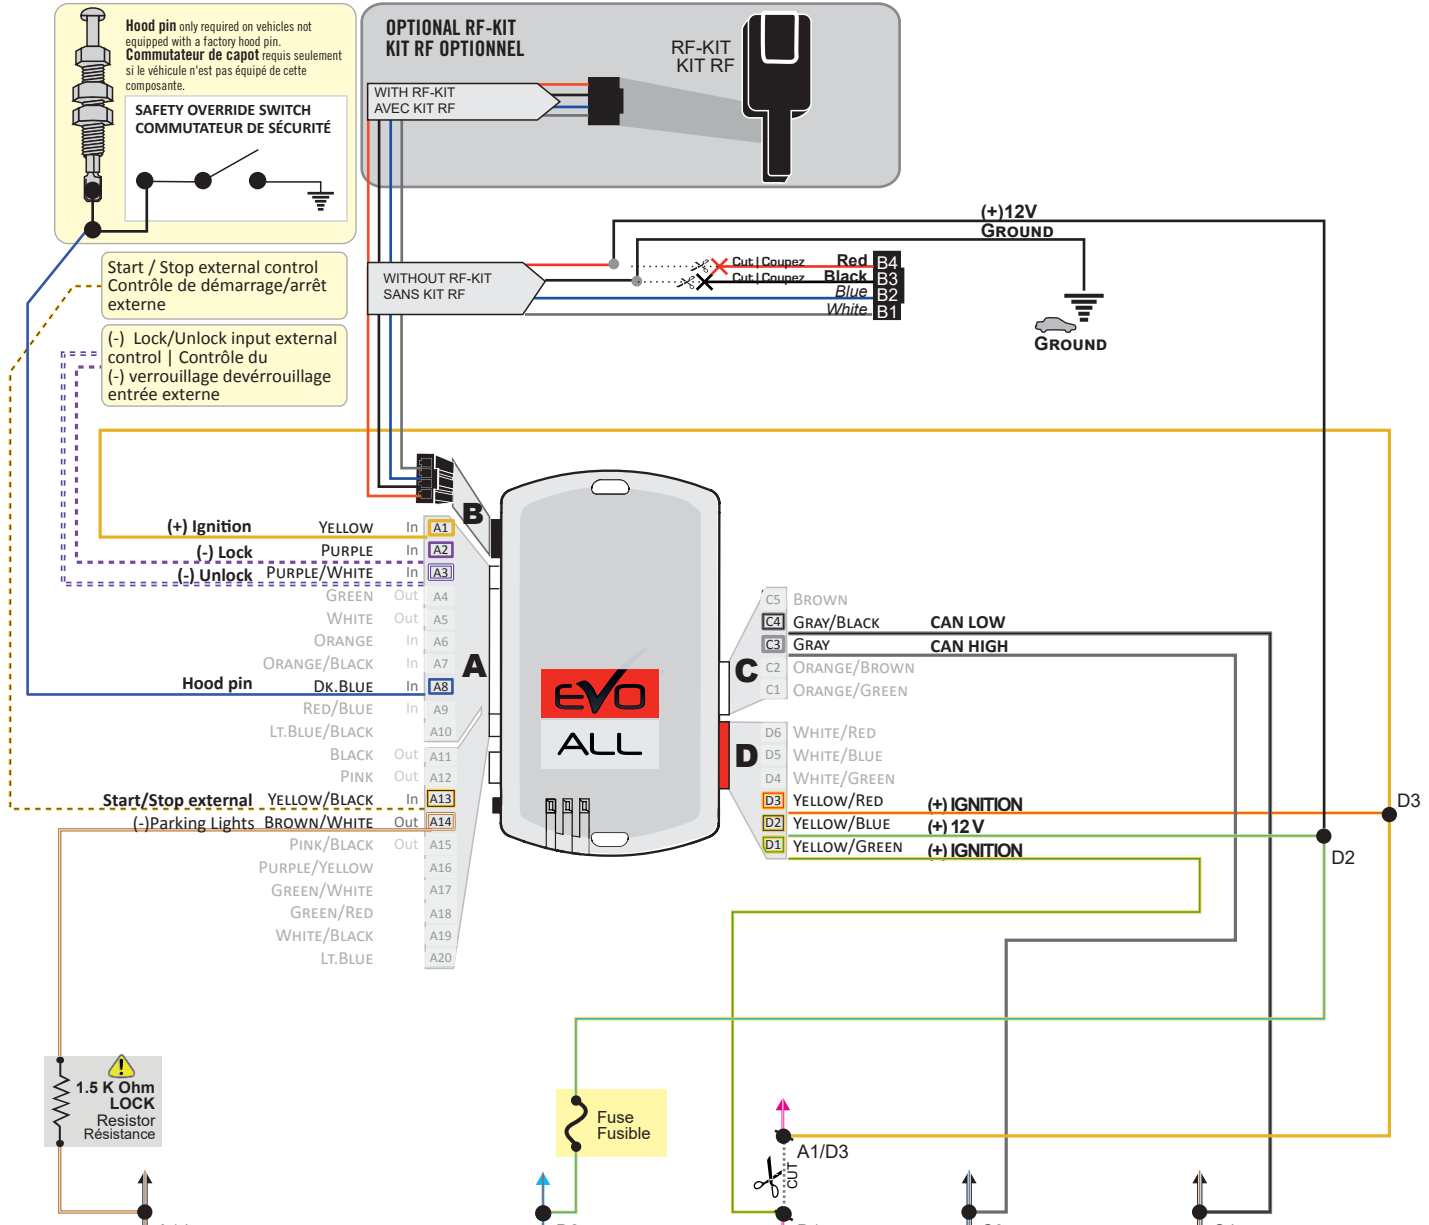 Hood pin only required on vehicles not
equipped with a factory hood pin.
Commutateur de capot requis seulement
si le véhicule n'est pas équipé de cette
composante.
SAFETY OVERRIDE SWITCH
COMMUTATEUR DE SÉCURITÉ
OPTIONAL RF-KIT
KIT RF OPTIONNEL
RF-KIT
KIT RF
WITH RF-KIT
AVEC KIT RF
(+)12V
GROUND
Start / Stop external control
Contrôle de démarrage/arrêt
externe
WITHOUT RF-KIT
SANS KIT RF
Cut | Coupez Red B4
Cut | Coupez Black B3
Blue B2
White B1
GROUND
(-) Lock/Unlock input external
control | Contrôle du
(-) verrouillage devérrouillage
entrée externe
B
(+) Ignition YELLOW In A1
(-) Lock PURPLE In A2
(-) Unlock PURPLE/WHITE In A3
GREEN Out A4
WHITE Out A5
ORANGE In A6
ORANGE/BLACK In A7
Hood pin DK.BLUE In A8
RED/BLUE In A9
LT.BLUE/BLACK A10
BLACK Out A11
PINK Out A12
Start/Stop external YELLOW/BLACK In A13
(-)Parking Lights BROWN/WHITE Out A14
PINK/BLACK Out A15
PURPLE/YELLOW A16
GREEN/WHITE A17
GREEN/RED A18
WHITE/BLACK A19
LT.BLUE A20
A
EVO
ALL
C
C5 BROWN
C4 GRAY/BLACK CAN LOW
C3 GRAY CAN HIGH
C2 ORANGE/BROWN
C1 ORANGE/GREEN
D
D6 WHITE/RED
D5 WHITE/BLUE
D4 WHITE/GREEN
D3 YELLOW/RED (+) IGNITION
D2 YELLOW/BLUE (+) 12 V
D1 YELLOW/GREEN (+) IGNITION
D3
D2
1.5 K Ohm
LOCK
Resistor
Résistance
Fuse
Fusible
A1/D3
CUT